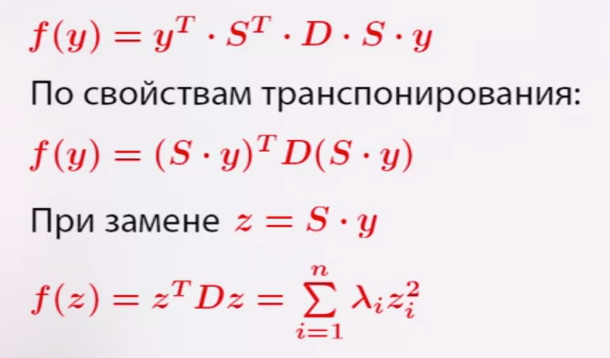 f(y) = y^T · S^T · D · S · y
По свойствам транспонирования:
f(y) = (S · y)^T D(S · y)
При замене z = S · y
f(z) = z^T Dz = ∑_{i=1}^{n} λ_i z_i^2